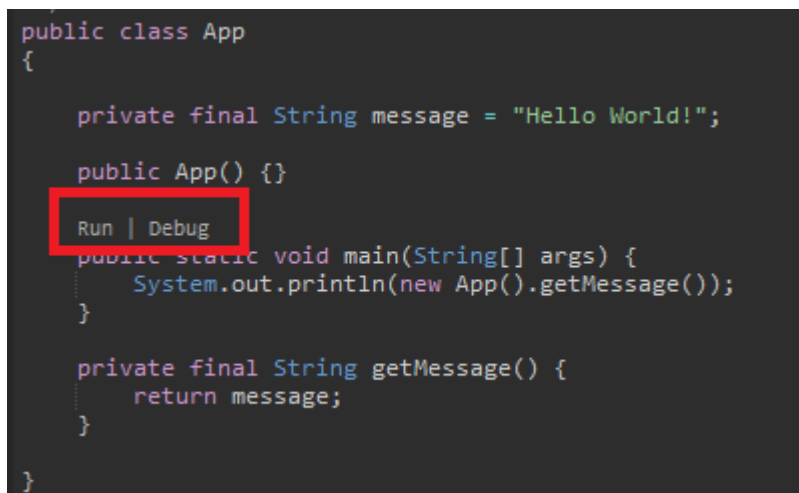 public class App
{
private final String message = "Hello World!";
public App() {}
Run | Debug
public static void main(String[] args) {
System.out.println(new App().getMessage());
}
private final String getMessage() {
return message;
}
}